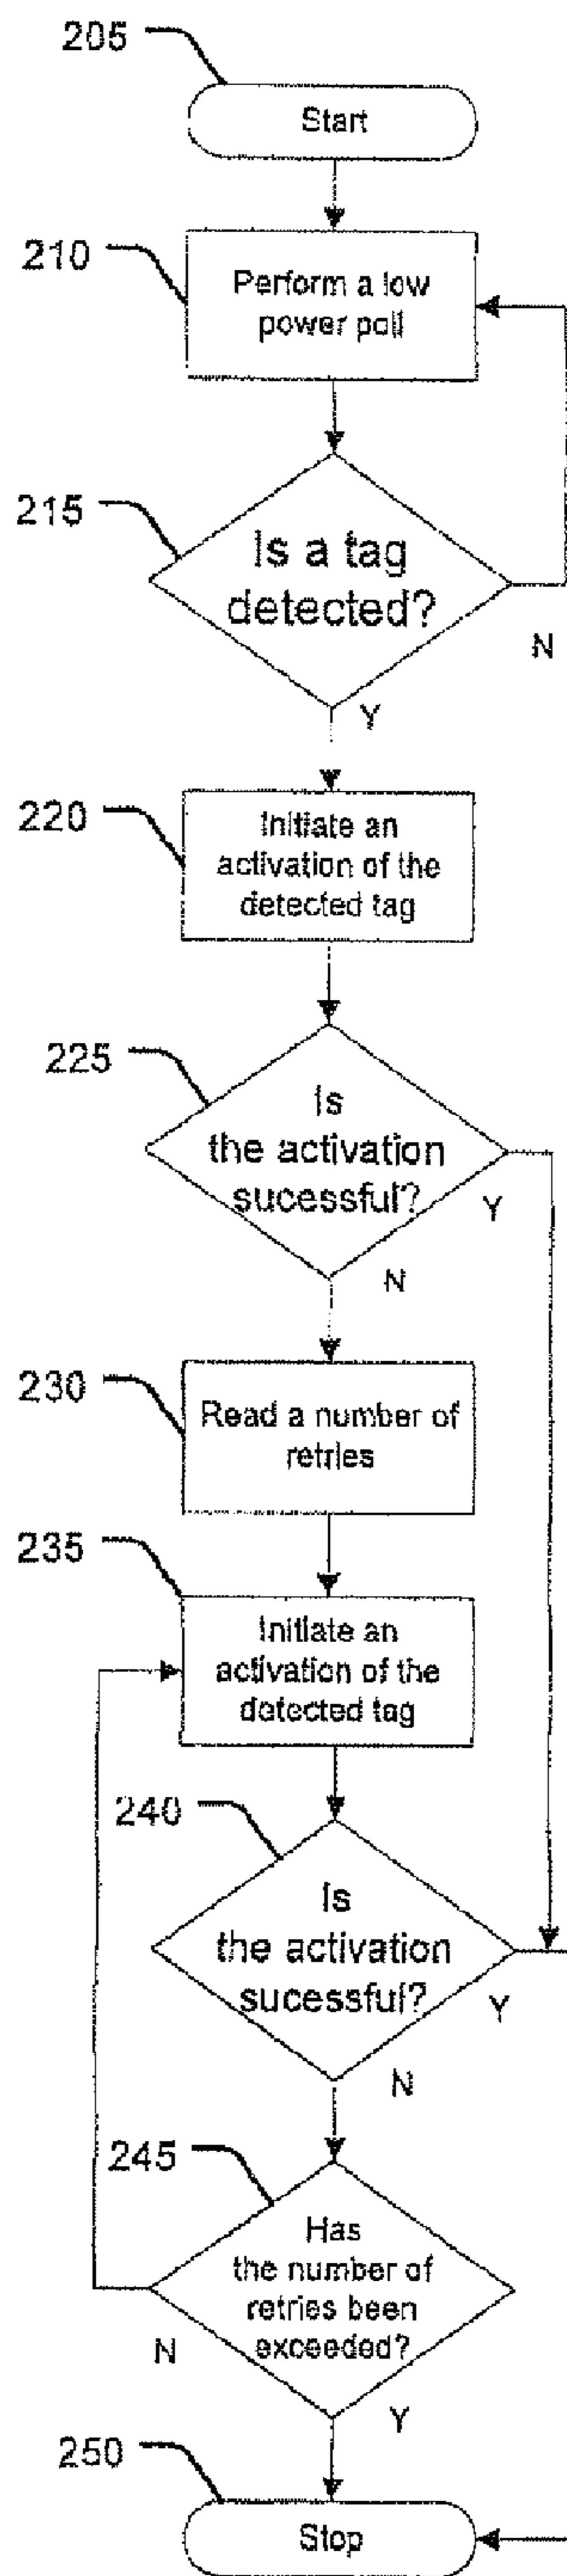 205
Start
210
Perform a low
power poll
215
Is a tag
detected?
N
Y
220
Initiate an
activation of the
detected tag
225
Is
the activation
sucessful?
Y
N
230
Read a number of
retries
235
Initiate an
activation of the
detected tag
240
Is
the activation
sucessful?
Y
N
245
Has
the number of
retries been
exceeded?
N
Y
250
Stop